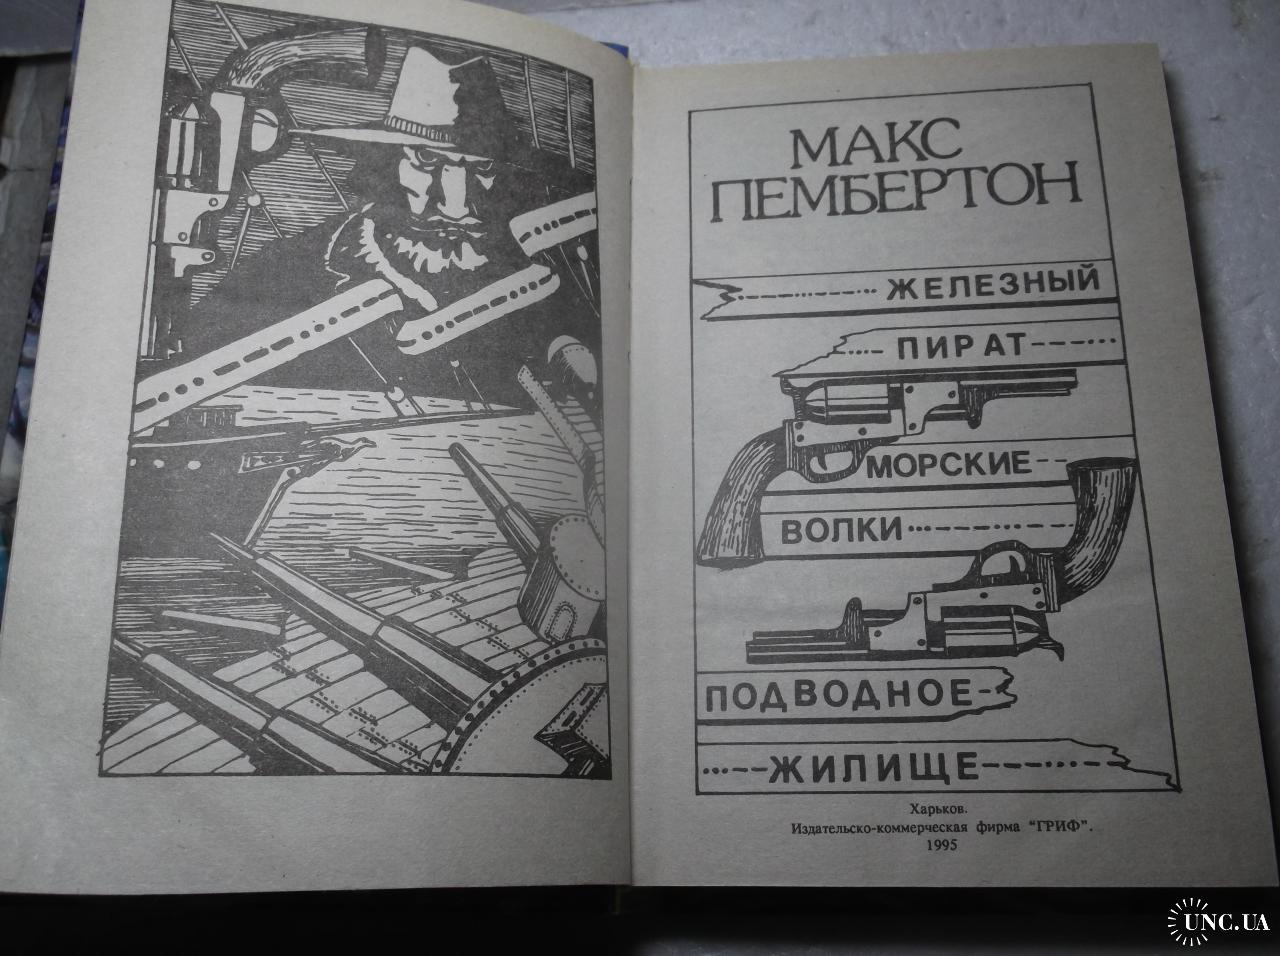 МАКС
ПЕМБЕРТОН
ЖЕЛЕЗНЫЙ
ПИРАТ
МОРСКИЕ
ВОЛКИ
ПОДВОДНОЕ
ЖИЛИЩЕ
Харьков.
Издательско-коммерческая фирма "ГРИФ".
1995
UNC.UA